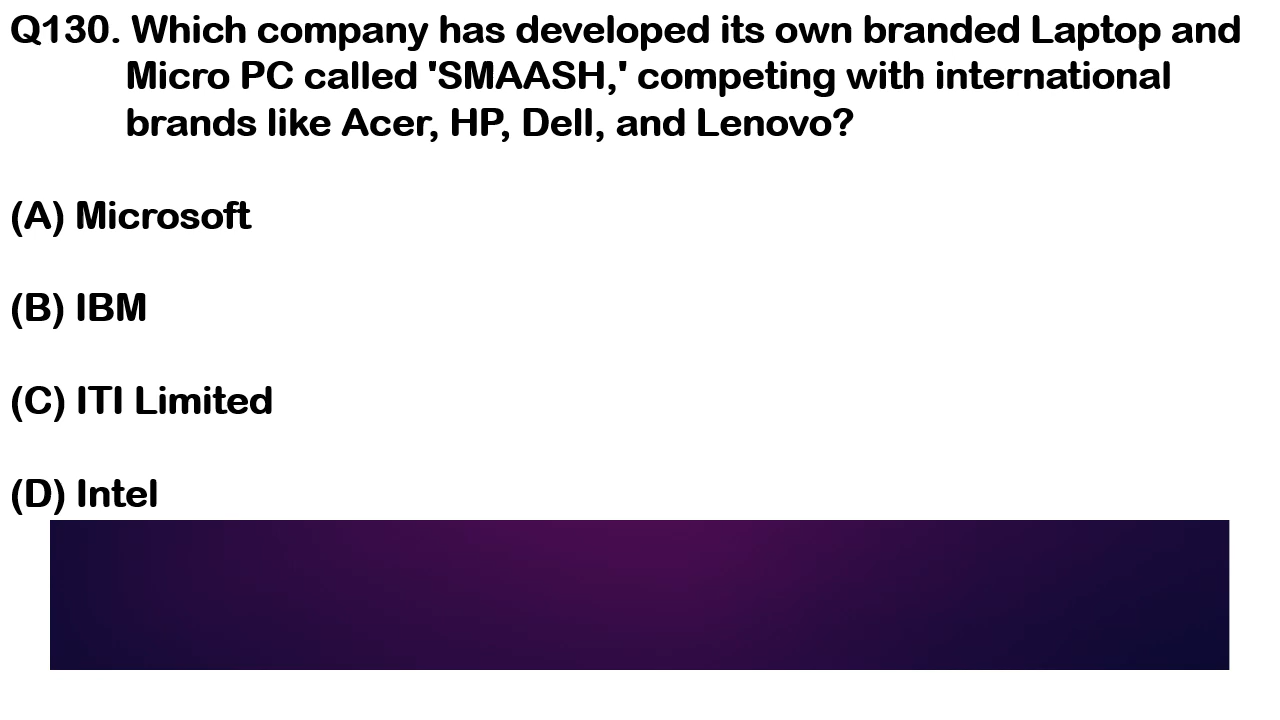 Q130. Which company has developed its own branded Laptop and
Micro PC called 'SMAASH,' competing with international
brands like Acer, HP, Dell, and Lenovo?
(A) Microsoft
(B) IBM
(C) ITI Limited
(D) Intel